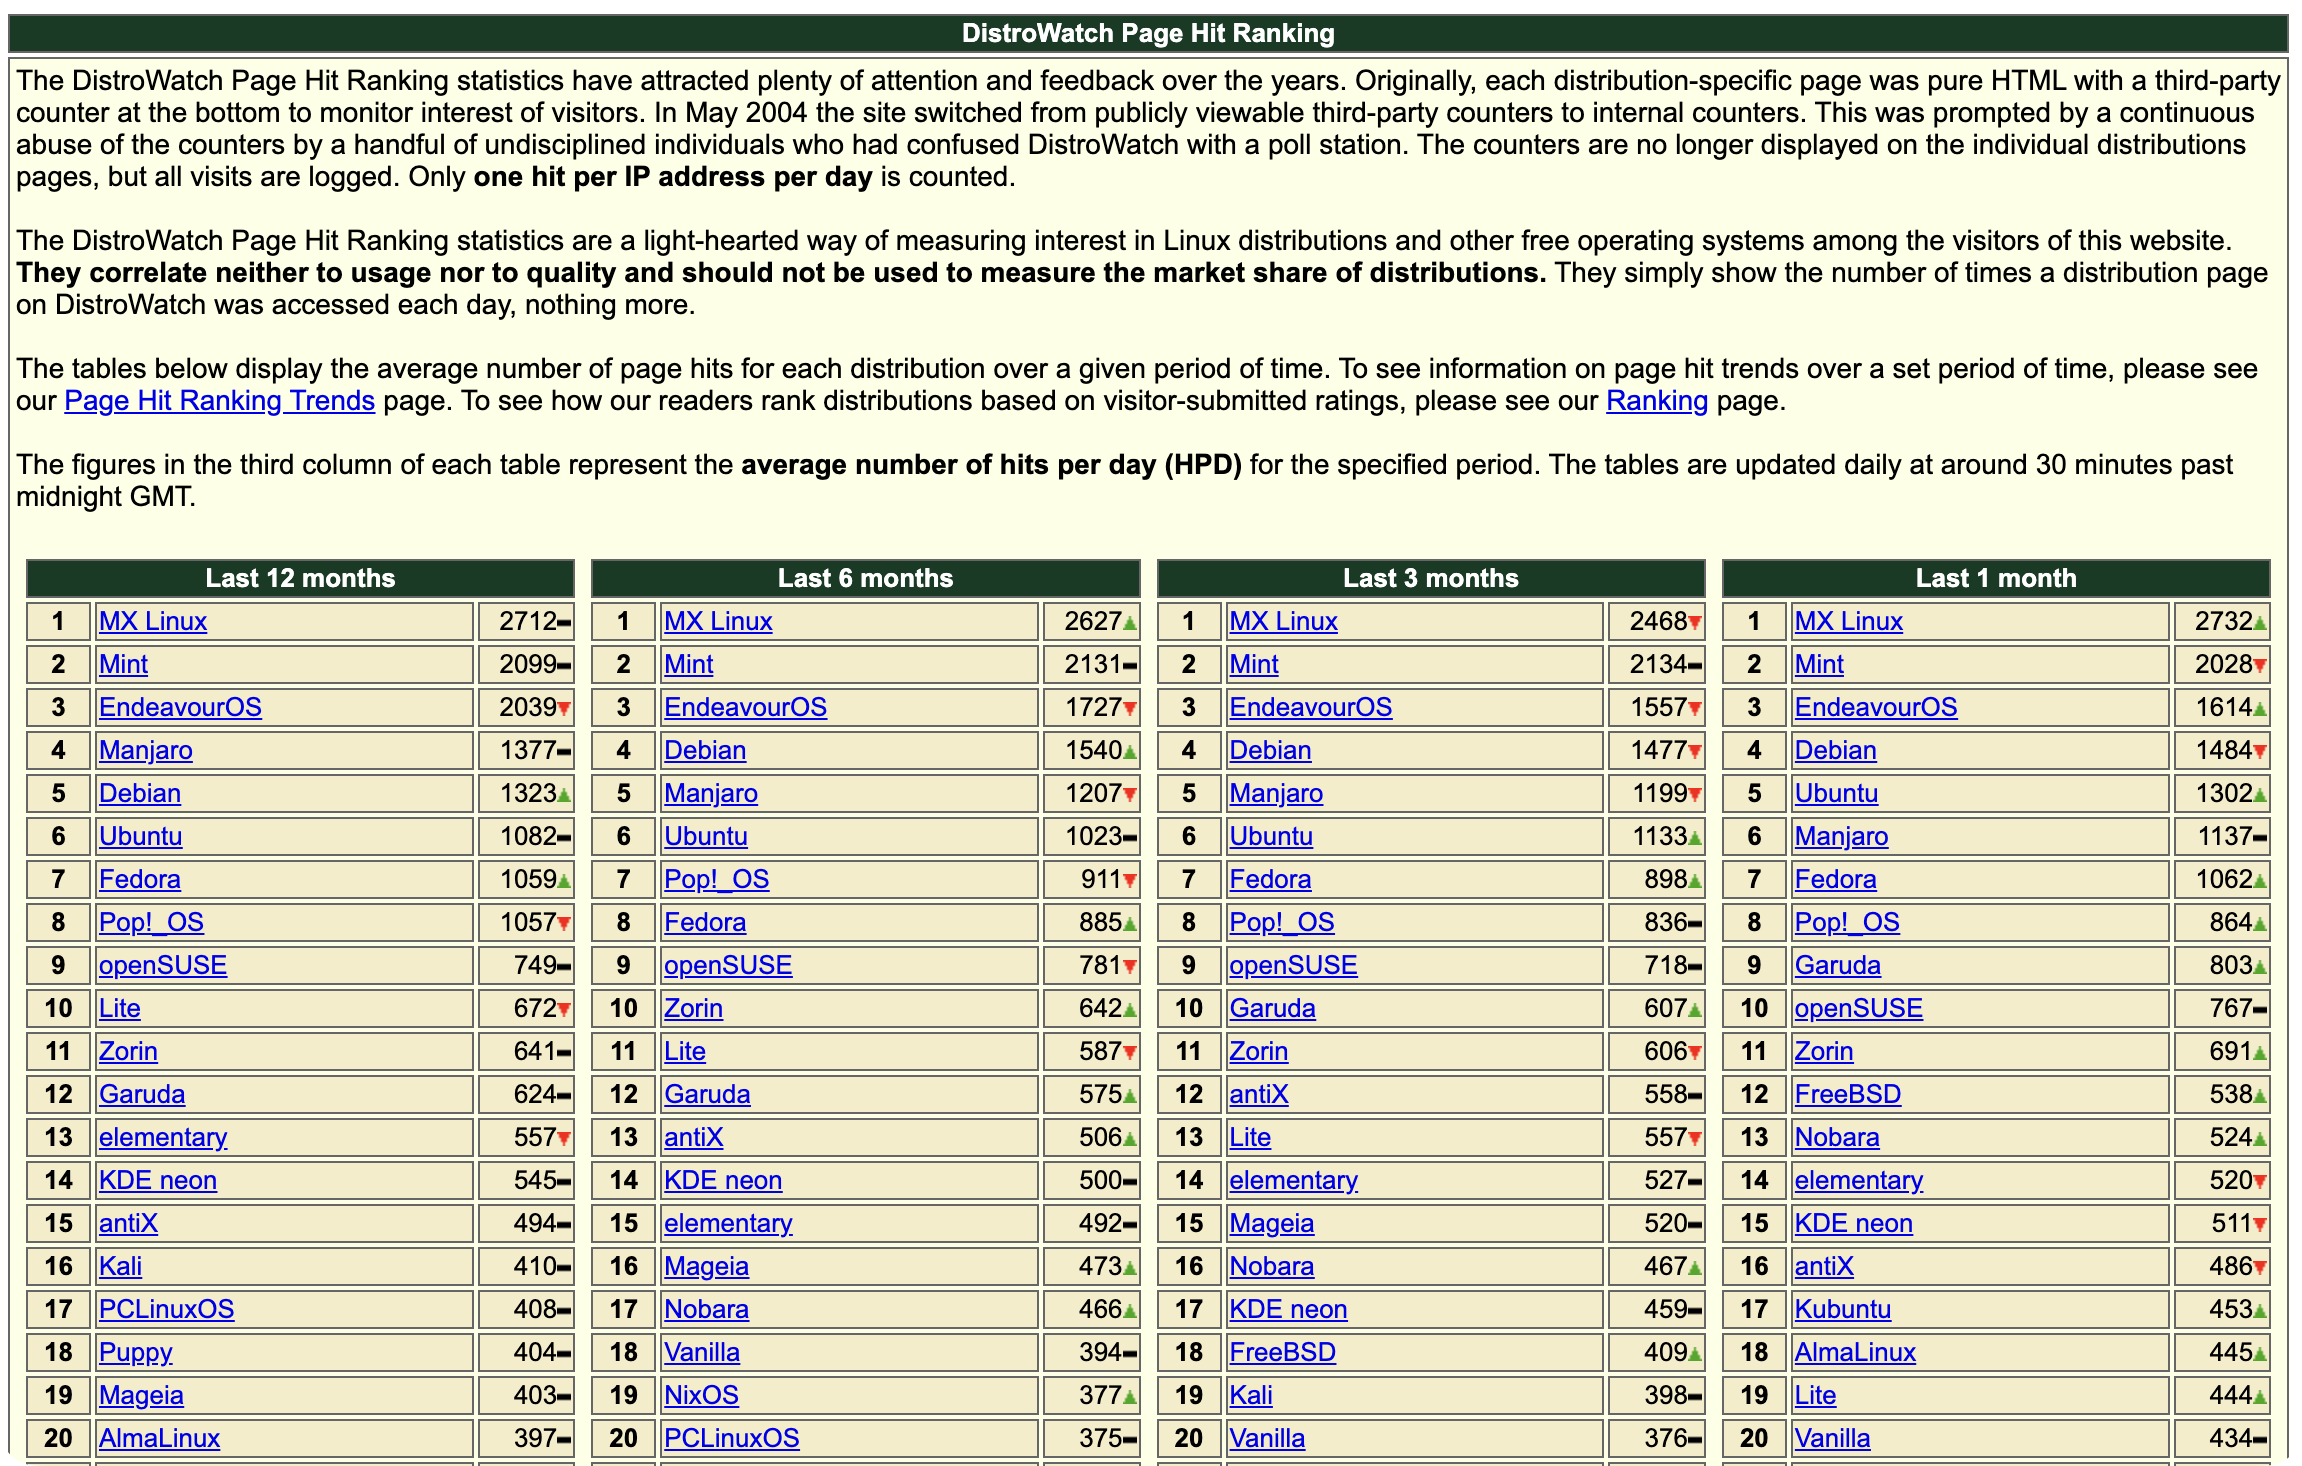 DistroWatch Page Hit Ranking
The DistroWatch Page Hit Ranking statistics have attracted plenty of attention and feedback over the years. Originally, each distribution-specific page was pure HTML with a third-party
counter at the bottom to monitor interest of visitors. In May 2004 the site switched from publicly viewable third-party counters to internal counters. This was prompted by a continuous
abuse of the counters by a handful of undisciplined individuals who had confused DistroWatch with a poll station. The counters are no longer displayed on the individual distributions
pages, but all visits are logged. Only one hit per IP address per day is counted.
The DistroWatch Page Hit Ranking statistics are a light-hearted way of measuring interest in Linux distributions and other free operating systems among the visitors of this website.
They correlate neither to usage nor to quality and should not be used to measure the market share of distributions. They simply show the number of times a distribution page
on DistroWatch was accessed each day, nothing more.
The tables below display the average number of page hits for each distribution over a given period of time. To see information on page hit trends over a set period of time, please see
our Page Hit Ranking Trends page. To see how our readers rank distributions based on visitor-submitted ratings, please see our Ranking page.
The figures in the third column of each table represent the average number of hits per day (HPD) for the specified period. The tables are updated daily at around 30 minutes past
midnight GMT.
Last 12 months
1 MX Linux 2712
2 Mint 2099
3 EndeavourOS 2039
4 Manjaro 1377
5 Debian 1323
6 Ubuntu 1082
7 Fedora 1059
8 Pop!_OS 1057
9 openSUSE 749
10 Lite 672
11 Zorin 641
12 Garuda 624
13 elementary 557
14 KDE neon 545
15 antiX 494
16 Kali 410
17 PCLinuxOS 408
18 Puppy 404
19 Mageia 403
20 AlmaLinux 397
Last 6 months
1 MX Linux 2627
2 Mint 2131
3 EndeavourOS 1727
4 Debian 1540
5 Manjaro 1207
6 Ubuntu 1023
7 Pop!_OS 911
8 Fedora 885
9 openSUSE 781
10 Zorin 642
11 Lite 587
12 Garuda 575
13 antiX 506
14 KDE neon 500
15 elementary 492
16 Mageia 473
17 Nobara 466
18 Vanilla 394
19 NixOS 377
20 PCLinuxOS 375
Last 3 months
1 MX Linux 2468
2 Mint 2134
3 EndeavourOS 1557
4 Debian 1477
5 Manjaro 1199
6 Ubuntu 1133
7 Fedora 898
8 Pop!_OS 836
9 openSUSE 718
10 Garuda 607
11 Zorin 606
12 antiX 558
13 Lite 557
14 elementary 527
15 Mageia 520
16 Nobara 467
17 KDE neon 459
18 FreeBSD 409
19 Kali 398
20 Vanilla 376
Last 1 month
1 MX Linux 2732
2 Mint 2028
3 EndeavourOS 1614
4 Debian 1484
5 Ubuntu 1302
6 Manjaro 1137
7 Fedora 1062
8 Pop!_OS 864
9 Garuda 803
10 openSUSE 767
11 Zorin 691
12 FreeBSD 538
13 Nobara 524
14 elementary 520
15 KDE neon 511
16 antiX 486
17 Kubuntu 453
18 AlmaLinux 445
19 Lite 444
20 Vanilla 434